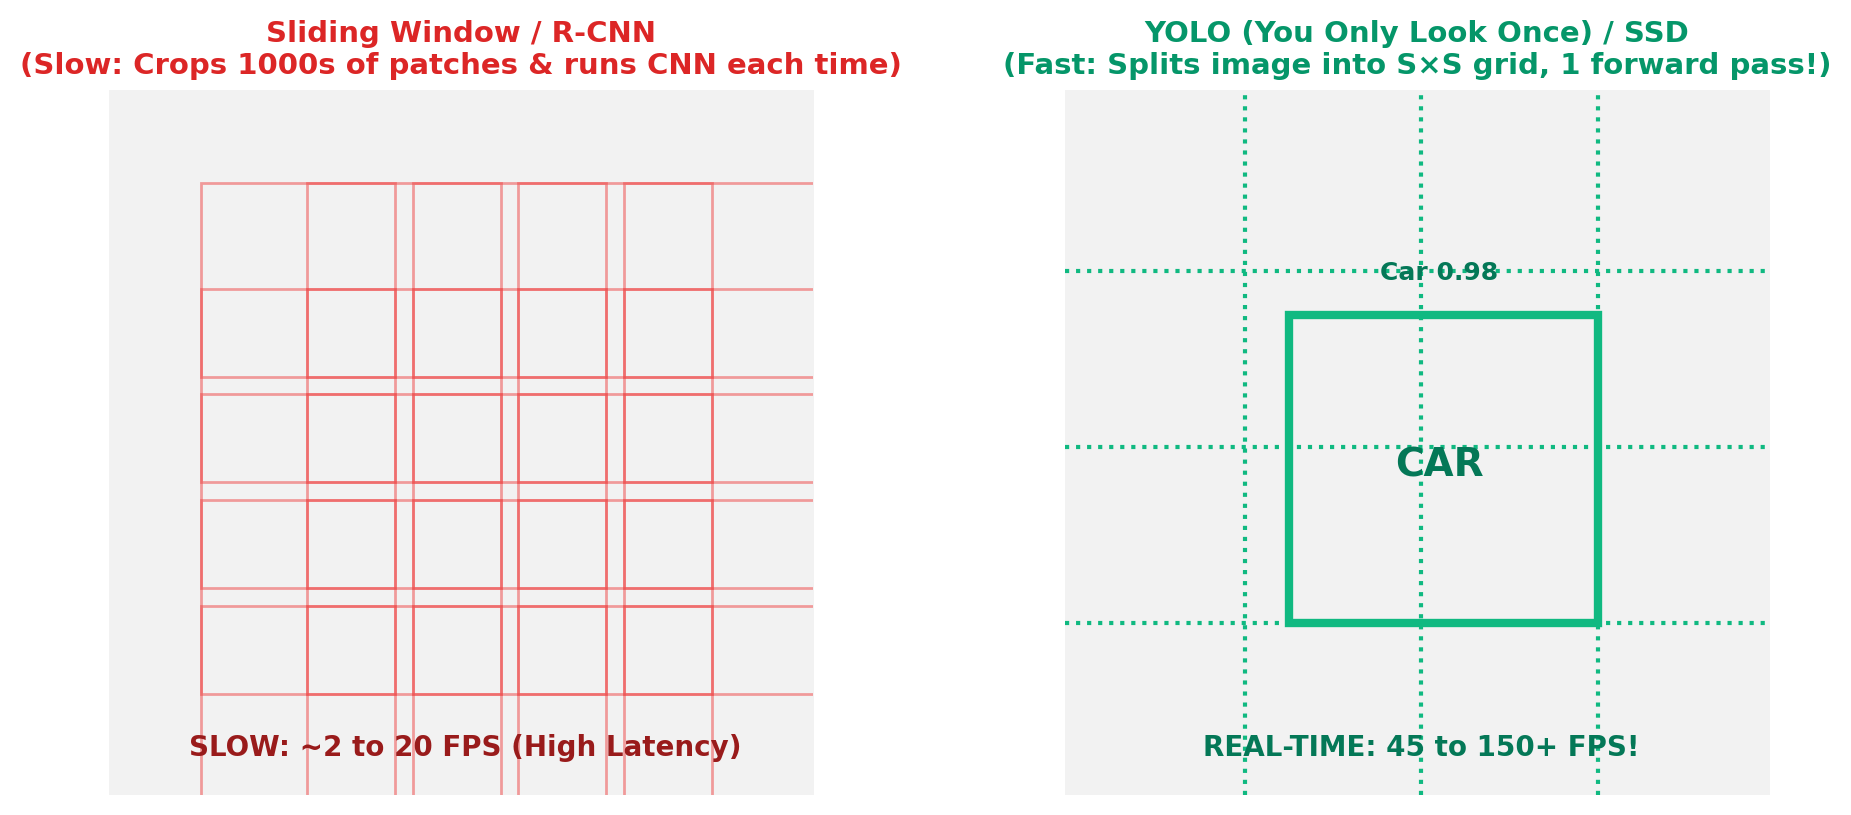 Sliding Window / R-CNN
(Slow: Crops 1000s of patches & runs CNN each time)
SLOW: ~2 to 20 FPS (High Latency)
YOLO (You Only Look Once) / SSD
(Fast: Splits image into S×S grid, 1 forward pass!)
Car 0.98
CAR
REAL-TIME: 45 to 150+ FPS!